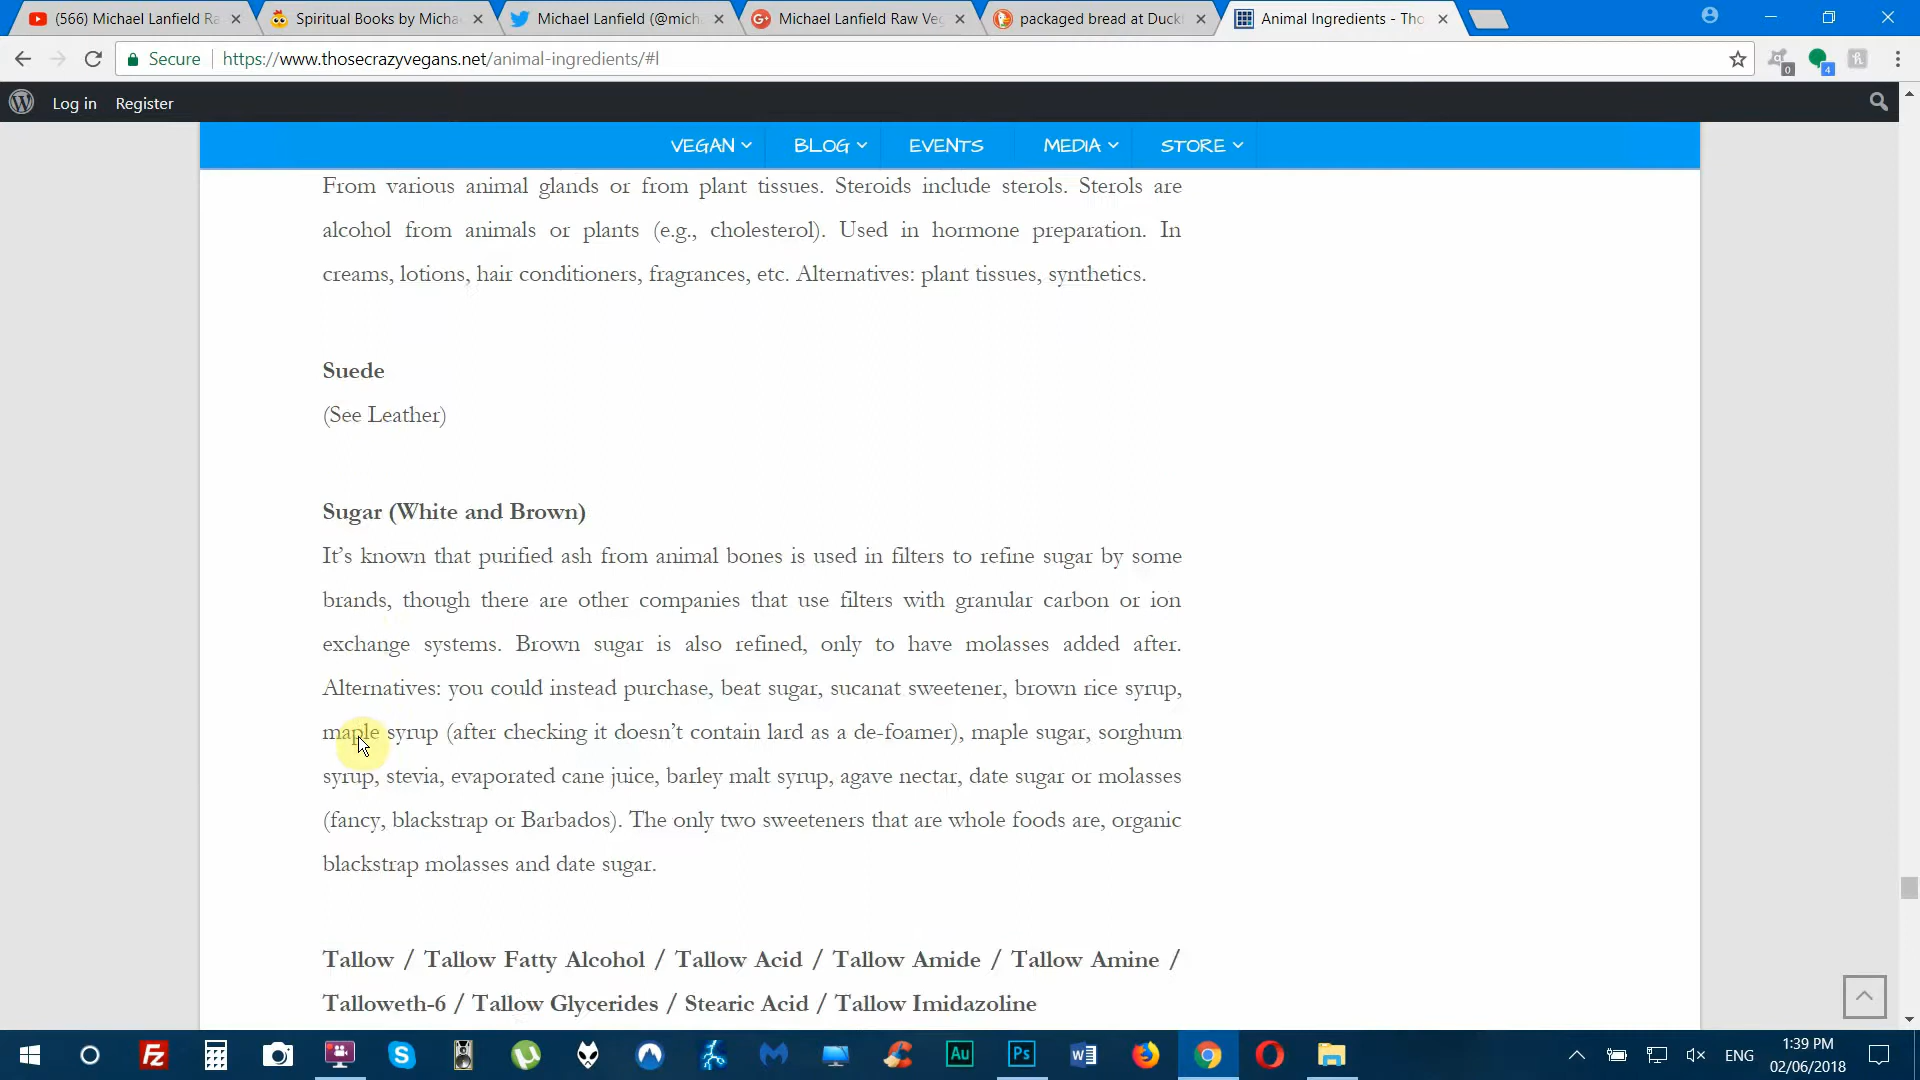 (566) Michael Lanfield Ra
Spiritual Books by Micha
Michael Lanfield (@mich
Michael Lanfield Raw Ve
packaged bread at Duck
Animal Ingredients - Tho
Secure
https://www.thosecrazyvegans.net/animal-ingredients/#l
0
4
Log in
Register
VEGAN
BLOG
EVENTS
MEDIA
STORE
From various animal glands or from plant tissues. Steroids include sterols. Sterols are
alcohol from animals or plants (e.g., cholesterol). Used in hormone preparation. In
creams, lotions, hair conditioners, fragrances, etc. Alternatives: plant tissues, synthetics.
Suede
(See Leather)
Sugar (White and Brown)
It’s known that purified ash from animal bones is used in filters to refine sugar by some
brands, though there are other companies that use filters with granular carbon or ion
exchange systems. Brown sugar is also refined, only to have molasses added after.
Alternatives: you could instead purchase, beat sugar, sucanat sweetener, brown rice syrup,
maple syrup (after checking it doesn’t contain lard as a de-foamer), maple sugar, sorghum
syrup, stevia, evaporated cane juice, barley malt syrup, agave nectar, date sugar or molasses
(fancy, blackstrap or Barbados). The only two sweeteners that are whole foods are, organic
blackstrap molasses and date sugar.
Tallow / Tallow Fatty Alcohol / Tallow Acid / Tallow Amide / Tallow Amine /
Talloweth-6 / Tallow Glycerides / Stearic Acid / Tallow Imidazoline
Fz
Au
Ps
ENG
1:39 PM
02/06/2018